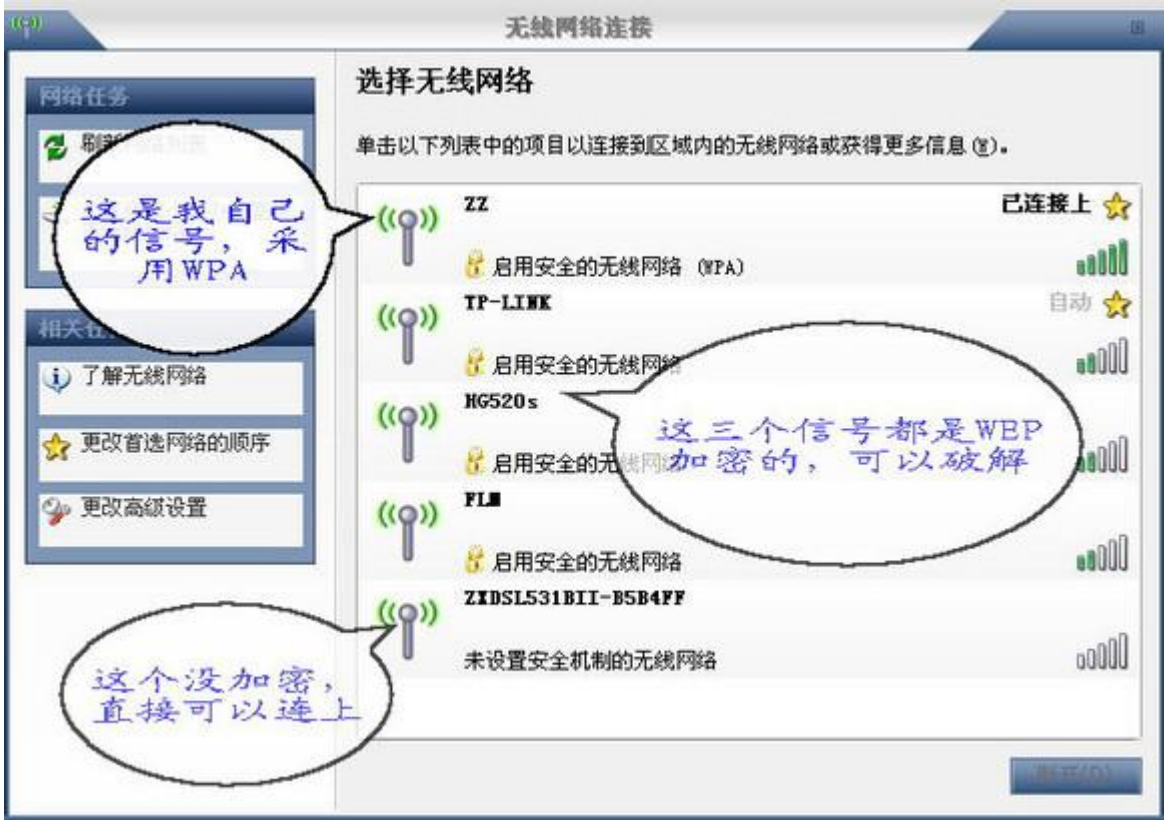 无线网络连接
网络任务
刷新
这是我自己
的信号，采
用WPA
相关任
了解无线网络
更改首选网络的顺序
更改高级设置
选择无线网络
单击以下列表中的项目以连接到区域内的无线网络或获得更多信息(W)。
ZZ
已连接上
启用安全的无线网络 (WPA)
TP-LINK
自动
启用安全的无线网络
HG520s
启用安全的无线网络
这三个信号都是WEP
加密的，可以破解
FLM
启用安全的无线网络
ZXDSL531BII-B5B4FF
未设置安全机制的无线网络
这个没加密，
直接可以连上
断开(D)